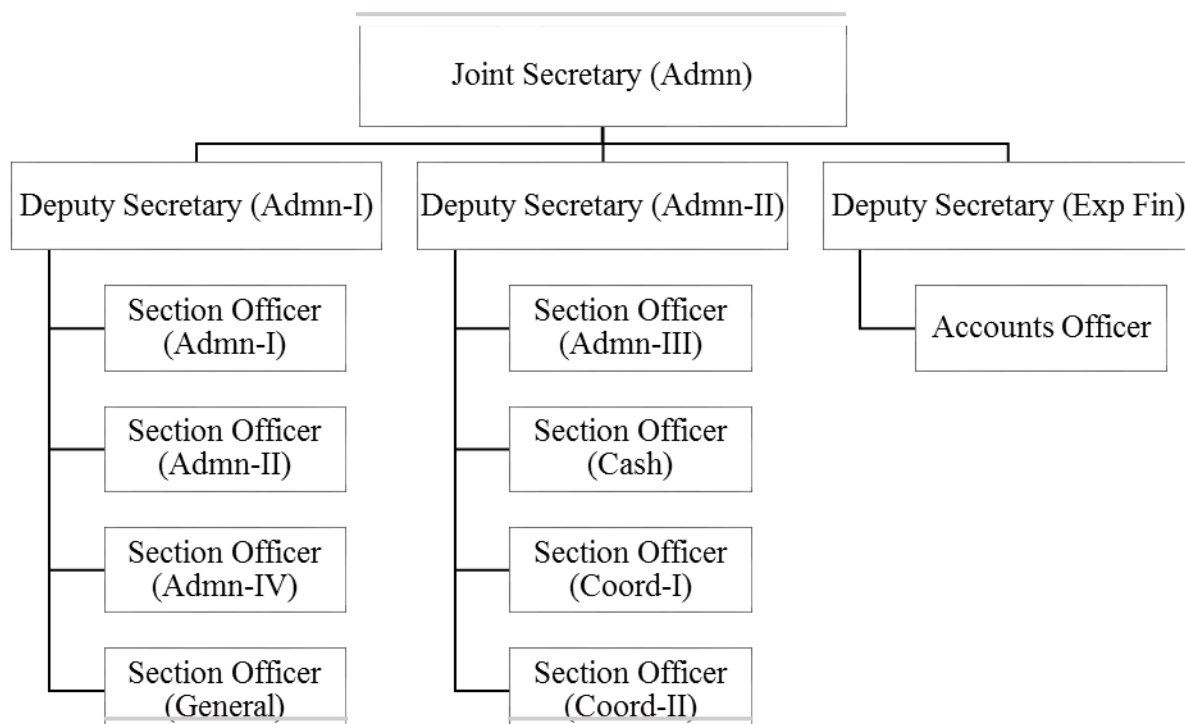 Joint Secretary (Admn)
Deputy Secretary (Admn-I)
Deputy Secretary (Admn-II)
Deputy Secretary (Exp Fin)
Section Officer
(Admn-I)
Section Officer
(Admn-II)
Section Officer
(Admn-IV)
Section Officer
(General)
Section Officer
(Admn-III)
Section Officer
(Cash)
Section Officer
(Coord-I)
Section Officer
(Coord-II)
Accounts Officer